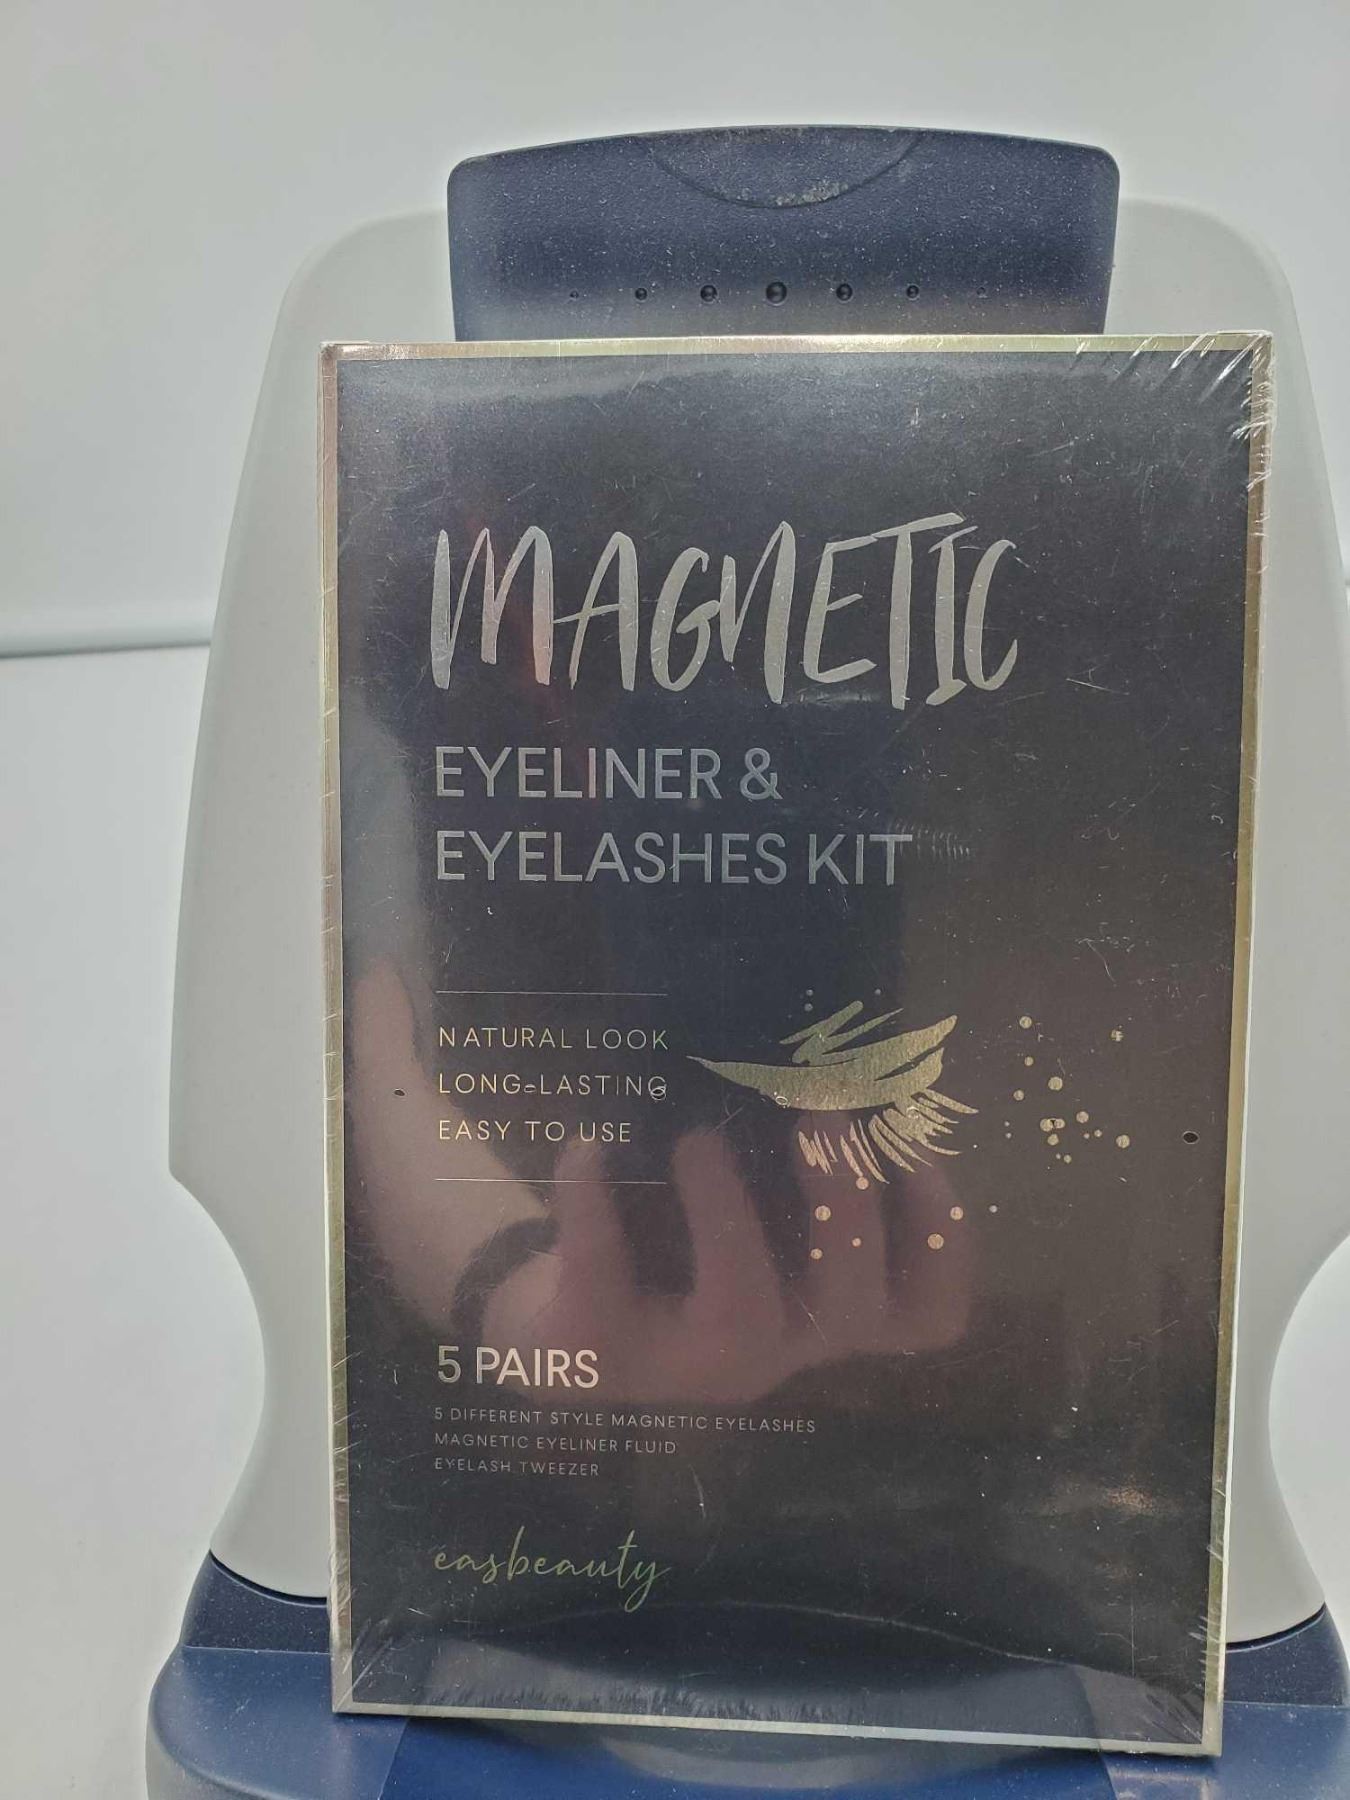 MAGNETIC
EYELINER &
EYELASHES KIT
NATURAL LOOK
LONG-LASTING
EASY TO USE
5 PAIRS
5 DIFFERENT STYLE MAGNETIC EYELASHES
MAGNETIC EYELINER FLUID
EYELASH TWEEZER
easbeauty